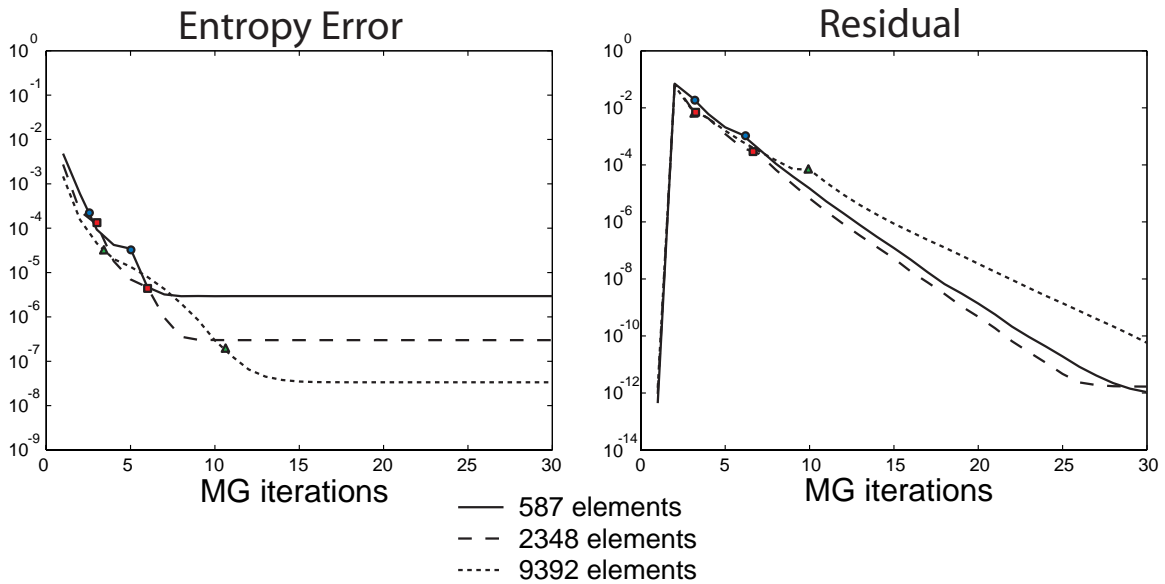 Entropy Error
Residual
10^0
10^-1
10^-2
10^-3
10^-4
10^-5
10^-6
10^-7
10^-8
10^-9
0 5 10 15 20 25 30
MG iterations
10^0
10^-2
10^-4
10^-6
10^-8
10^-10
10^-12
10^-14
0 5 10 15 20 25 30
MG iterations
587 elements
2348 elements
9392 elements